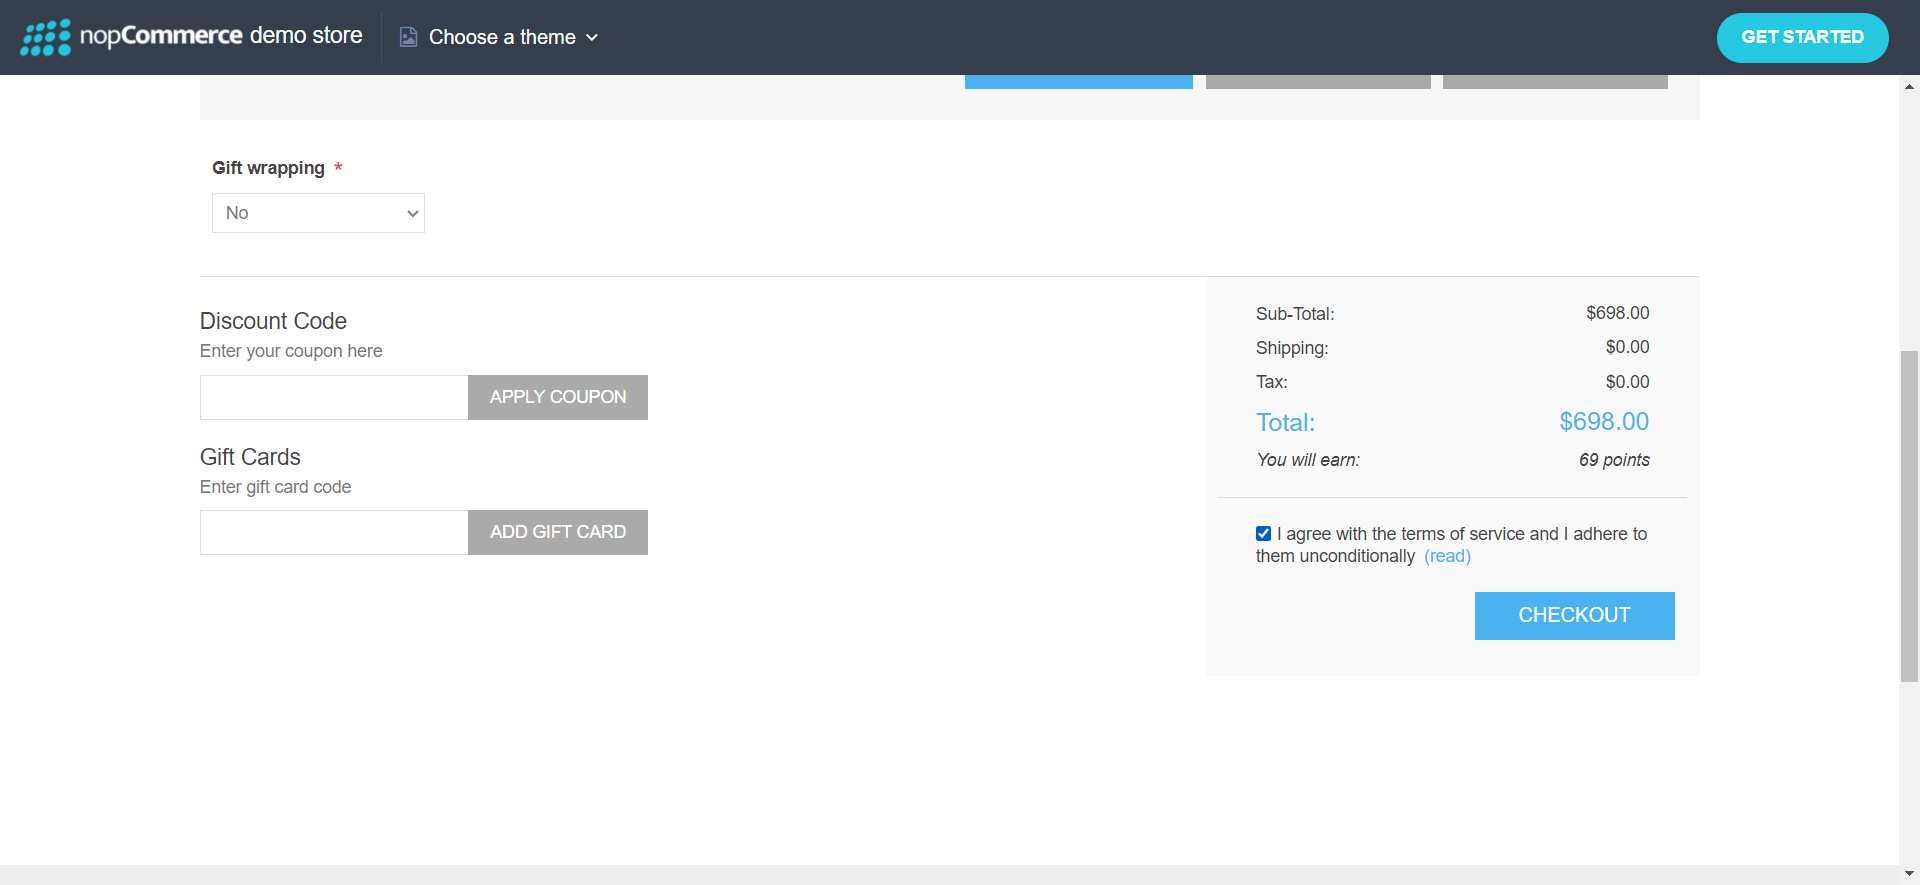 nopCommerce demo store
Choose a theme
GET STARTED
Gift wrapping *
No
Discount Code
Enter your coupon here
APPLY COUPON
Gift Cards
Enter gift card code
ADD GIFT CARD
Sub-Total: $698.00
Shipping: $0.00
Tax: $0.00
Total: $698.00
You will earn: 69 points
I agree with the terms of service and I adhere to
them unconditionally (read)
CHECKOUT